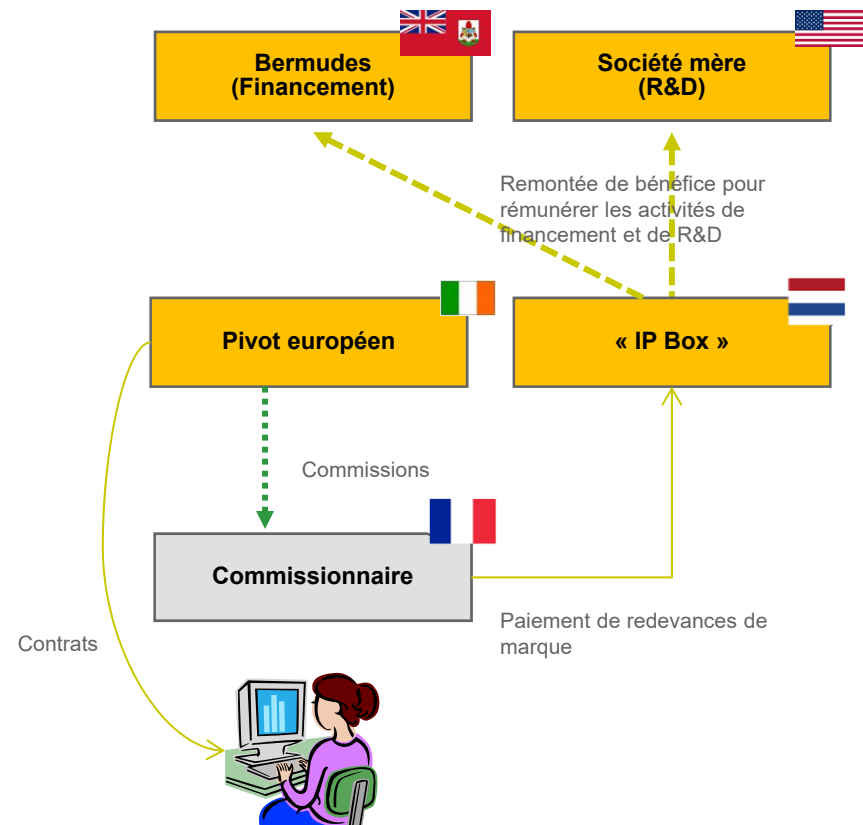 Bermudes
(Financement)
Société mère
(R&D)
Remontée de bénéfice pour
rémunérer les activités de
financement et de R&D
Pivot européen
« IP Box »
Commissions
Commissionnaire
Paiement de redevances de
marque
Contrats